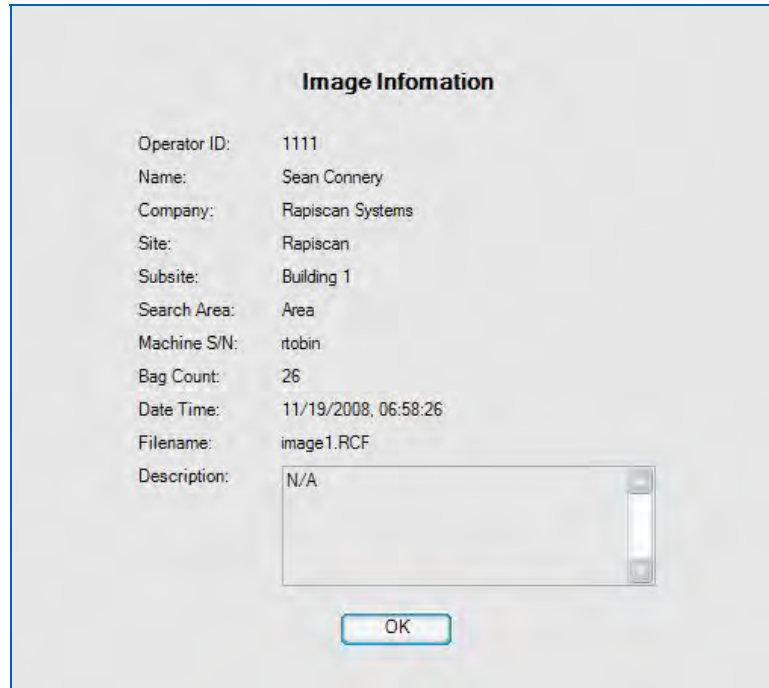 Image Infomation
Operator ID: 1111
Name: Sean Connery
Company: Rapiscan Systems
Site: Rapiscan
Subsite: Building 1
Search Area: Area
Machine S/N: rtobin
Bag Count: 26
Date Time: 11/19/2008, 06:58:26
Filename: image1.RCF
Description: N/A
OK